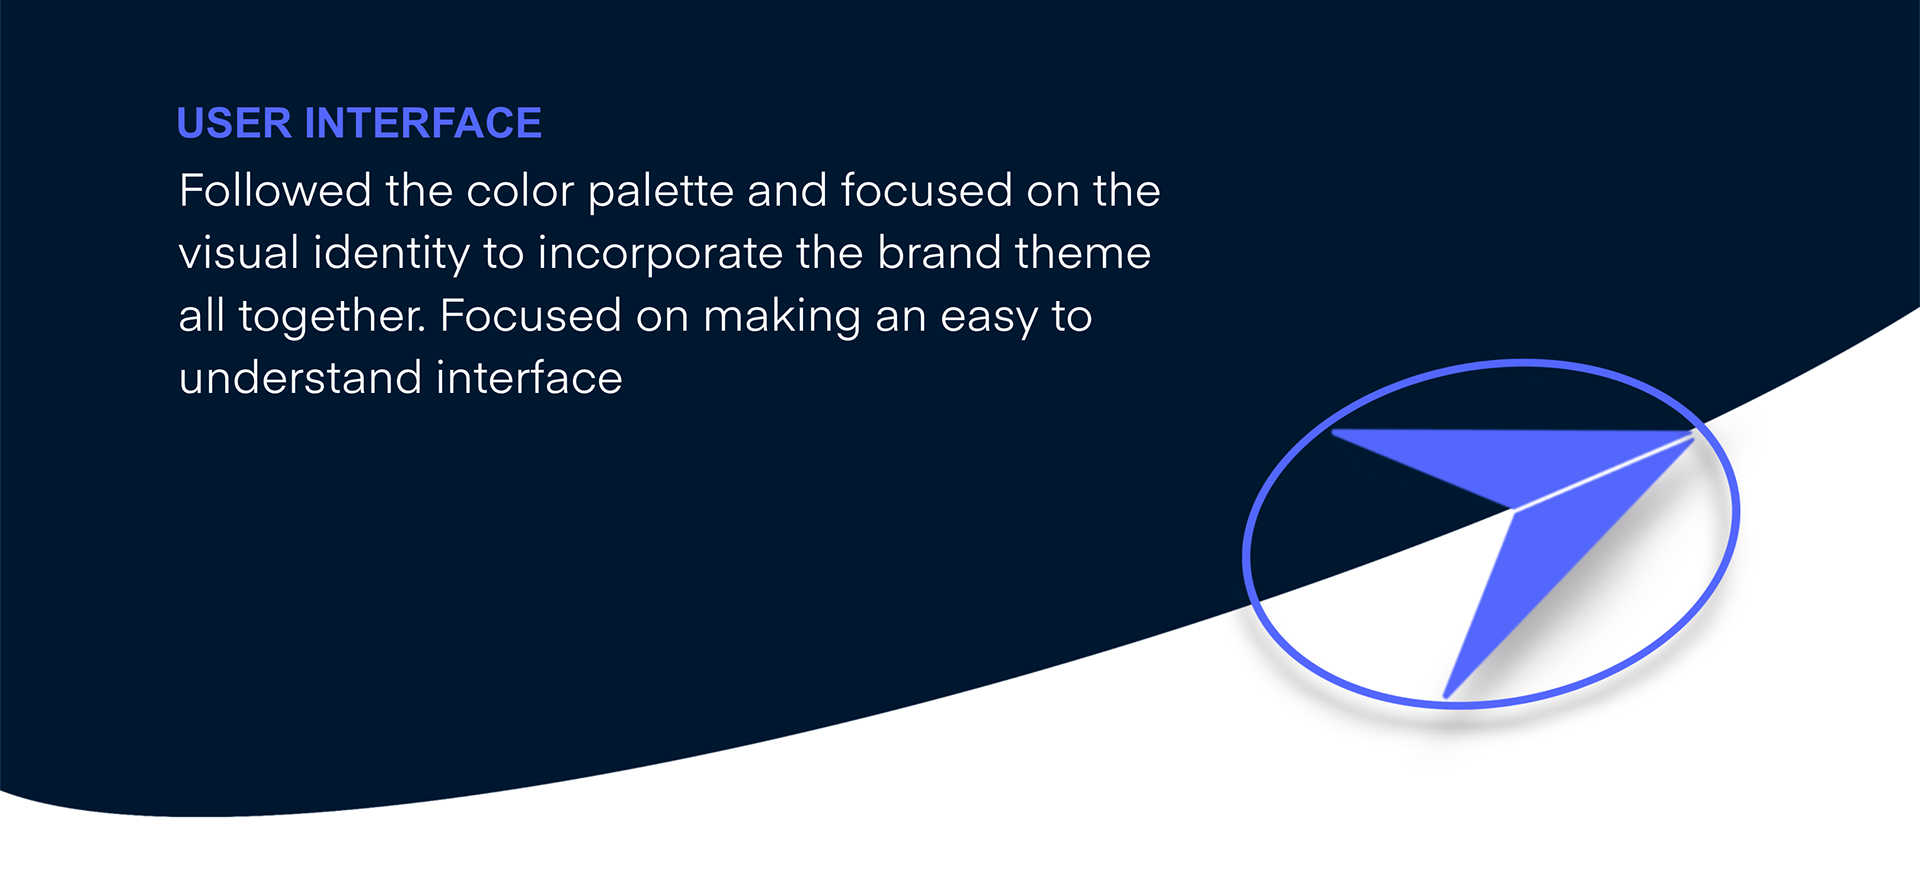 USER INTERFACE
Followed the color palette and focused on the
visual identity to incorporate the brand theme
all together. Focused on making an easy to
understand interface